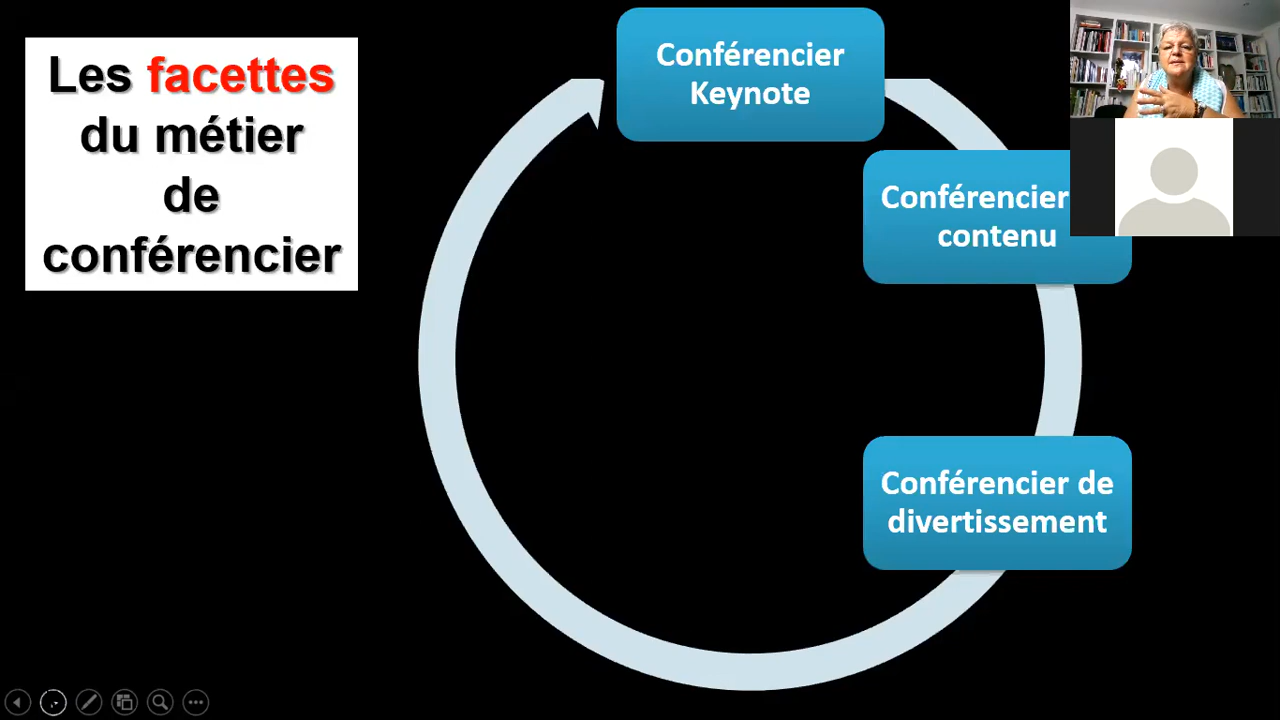 Les facettes
du métier
de
conférencier
Conférencier
Keynote
Conférencier
contenu
Conférencier de
divertissement